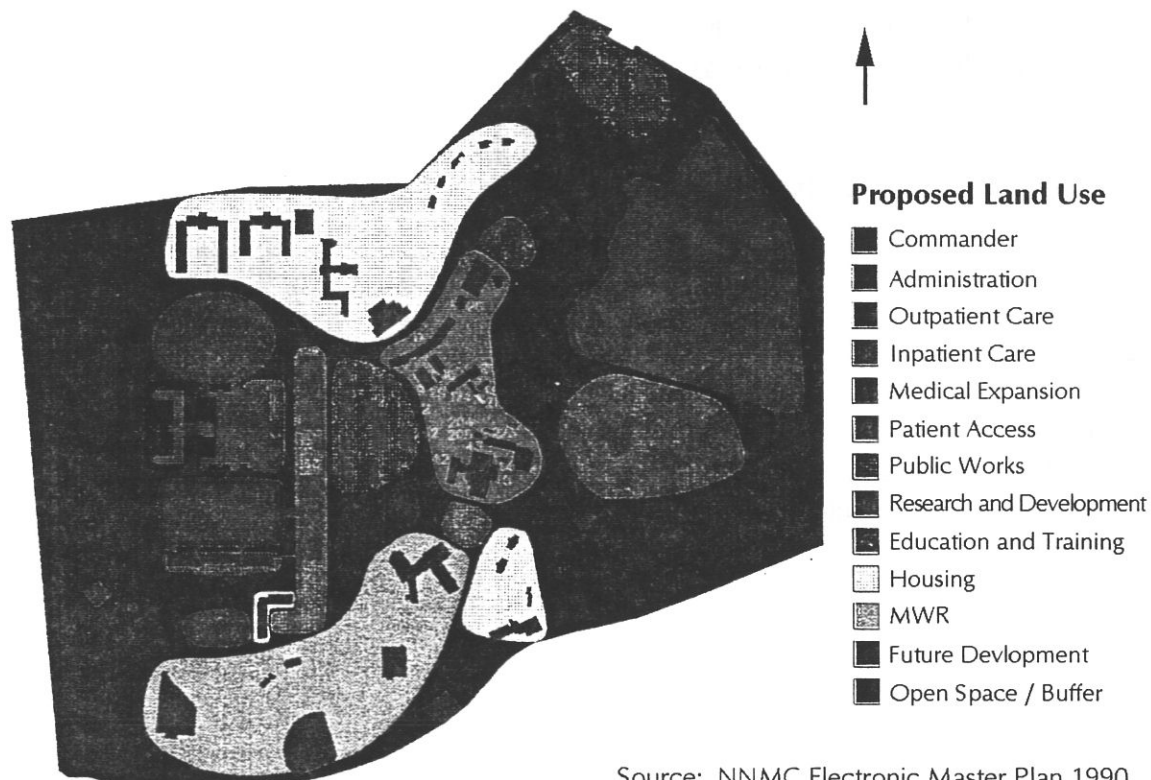 Proposed Land Use
Commander
Administration
Outpatient Care
Inpatient Care
Medical Expansion
Patient Access
Public Works
Research and Development
Education and Training
Housing
MWR
Future Devlopment
Open Space / Buffer
Source: NNMC Electronic Master Plan 1990